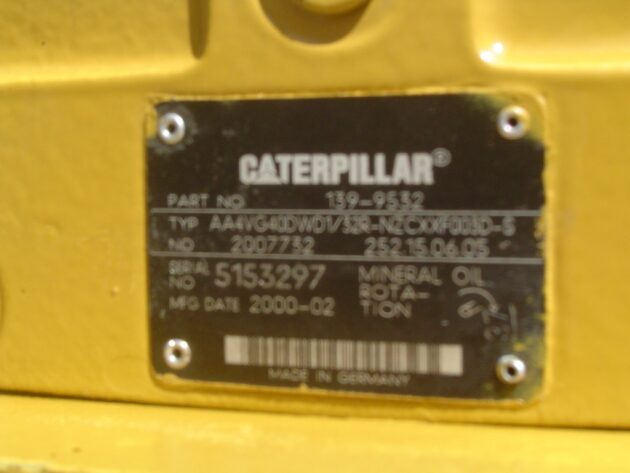 CATERPILLAR®
PART NO 139-9532
TYP AA4VG40DWD1/32R-NZCXXF003D-S
NO 2007732 252.15.06.05
SERIAL NO 5153297 MINERAL OIL
MFG DATE 2000-02 ROTA-TION
MADE IN GERMANY